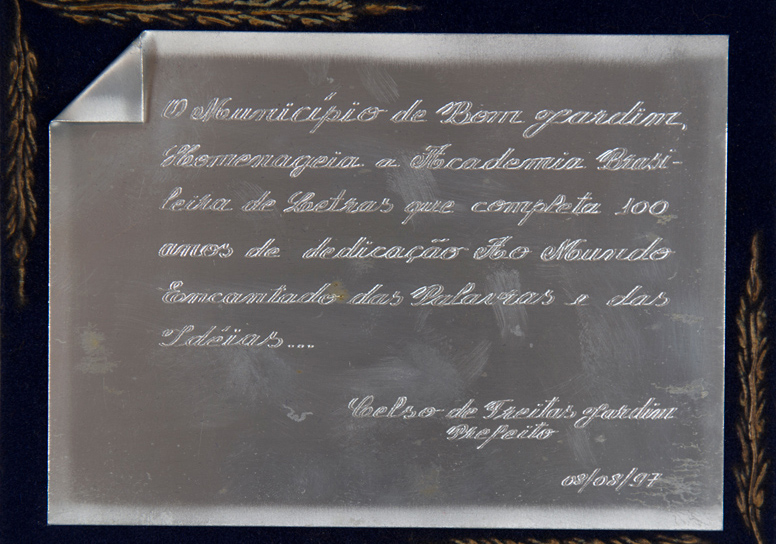 O Município de Bom Jardim,
Homenageia a Academia Brasi-
leira de Letras que completa 100
anos de dedicação Ao Mundo
Encantado das Palavras e das
Idéias...
Celso de Freitas Jardim
Prefeito
08/08/97